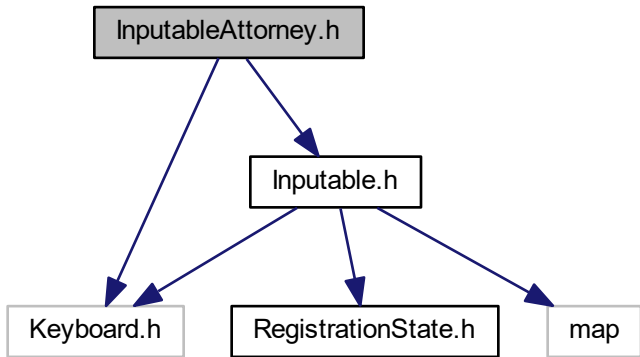 InputableAttorney.h
Inputable.h
Keyboard.h
RegistrationState.h
map